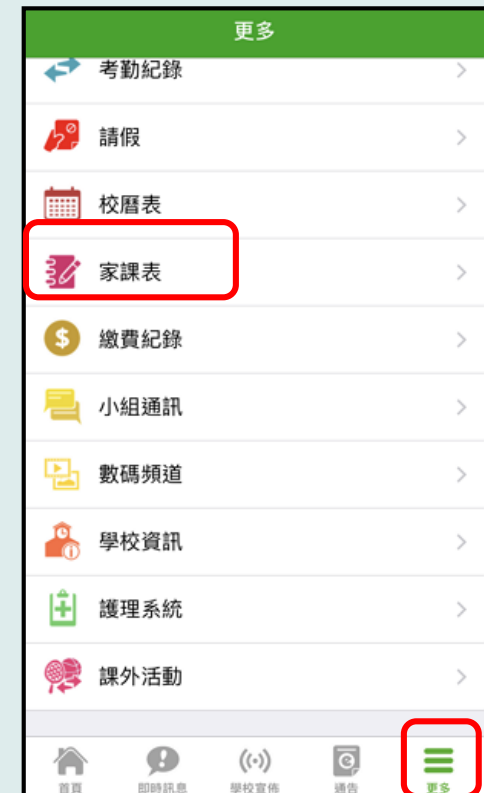 更多
考勤紀錄
請假
校曆表
家課表
繳費紀錄
小組通訊
數碼頻道
學校資訊
護理系統
課外活動
首頁 即時訊息 學校宣佈 通告 更多